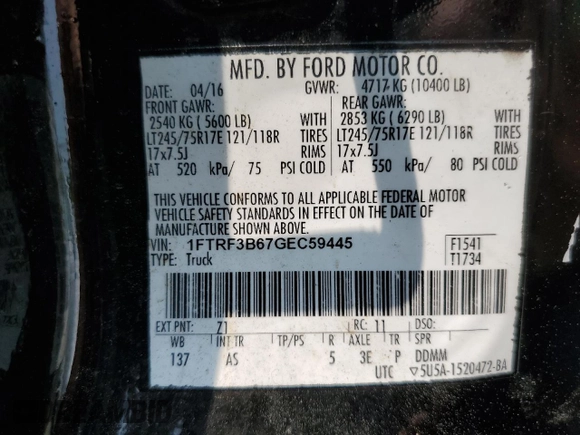 MFD. BY FORD MOTOR CO.
DATE: 04/16 GVWR: 4717 KG (10400 LB)
FRONT GAWR: REAR GAWR:
2540 KG ( 5600 LB) 2853 KG ( 6290 LB)
LT245/75R17E 121/118R TIRES LT245/75R17E 121/118R TIRES
17x7.5J RIMS 17x7.5J RIMS
AT 520 kPa/ 75 PSI COLD AT 550 kPa/ 80 PSI COLD
THIS VEHICLE CONFORMS TO ALL APPLICABLE FEDERAL MOTOR
VEHICLE SAFETY STANDARDS IN EFFECT ON THE DATE OF
MANUFACTURE SHOWN ABOVE.
VIN: 1FTRF3B67GEC59445 F1541
TYPE: Truck T1734
EXT PNT: Z1 RC: 11 DSO:
WB INT TR TP/PS R AXLE TR SPR
137 AS 5 3E P DDMM
UTC ▽5U5A-1520472-BA